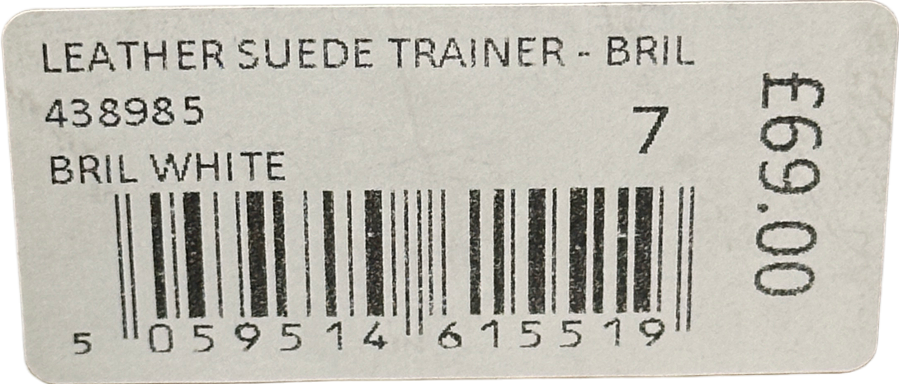 LEATHER SUEDE TRAINER - BRIL
438985
7
BRIL WHITE
£69.00
5 059514 615519